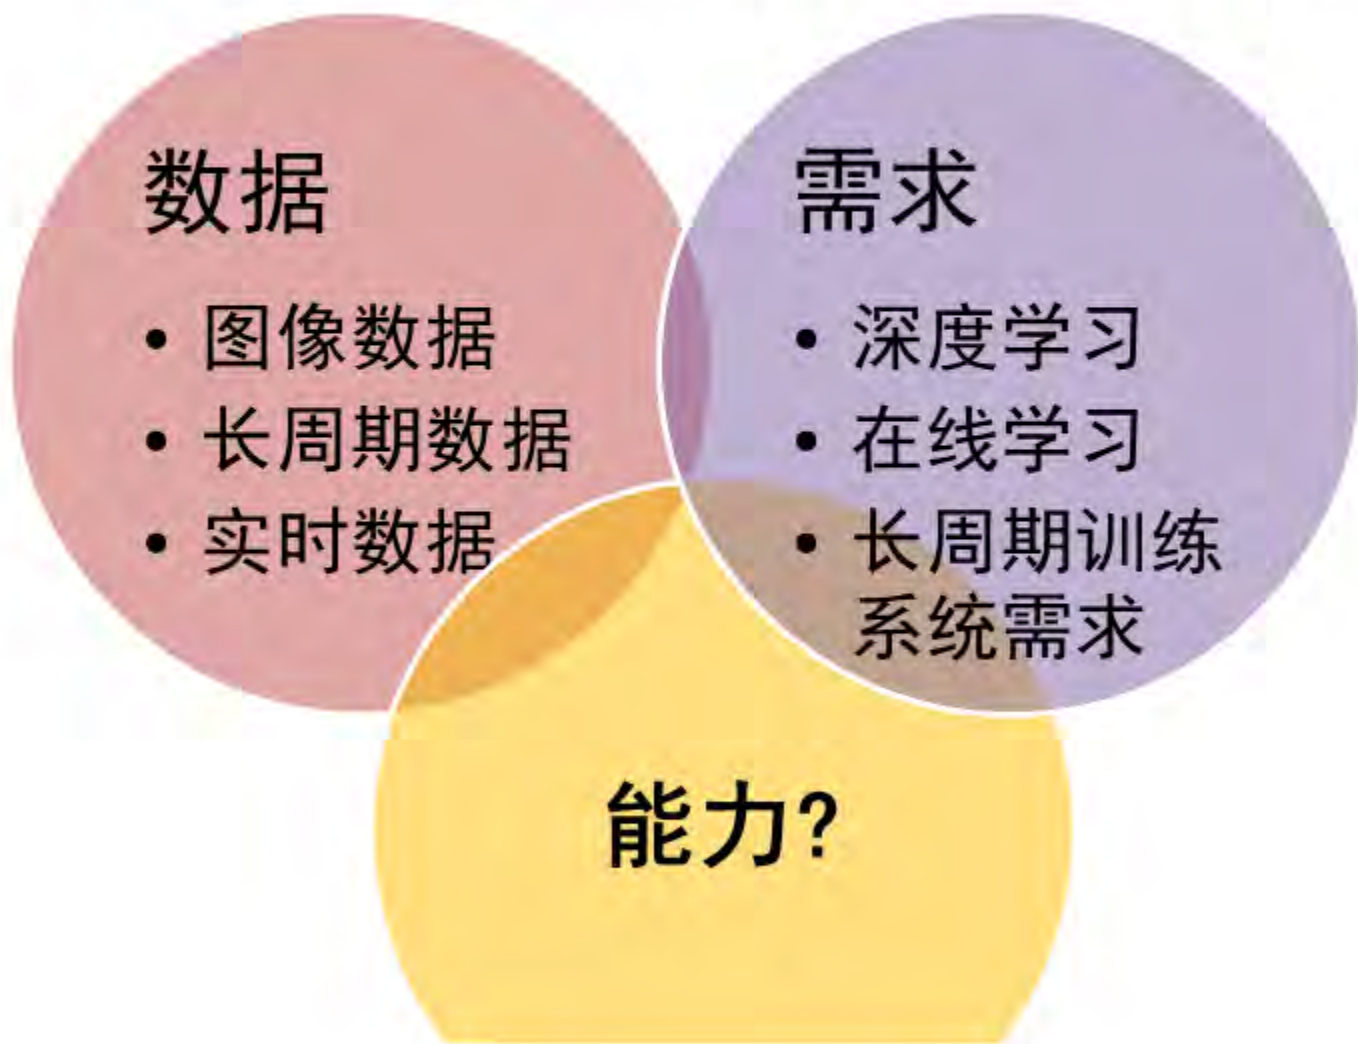 数据
• 图像数据
• 长周期数据
• 实时数据
需求
• 深度学习
• 在线学习
• 长周期训练
系统需求
能力?